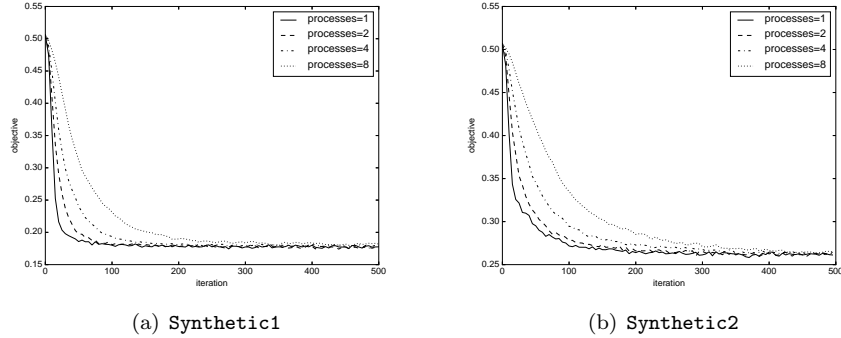 processes=1
processes=2
processes=4
processes=8
0.55
0.50
0.45
0.40
0.35
0.30
0.25
0.20
0.15
objective
0 100 200 300 400 500
iteration
(a) Synthetic1
processes=1
processes=2
processes=4
processes=8
0.55
0.50
0.45
0.40
0.35
0.30
0.25
objective
0 100 200 300 400 500
iteration
(b) Synthetic2